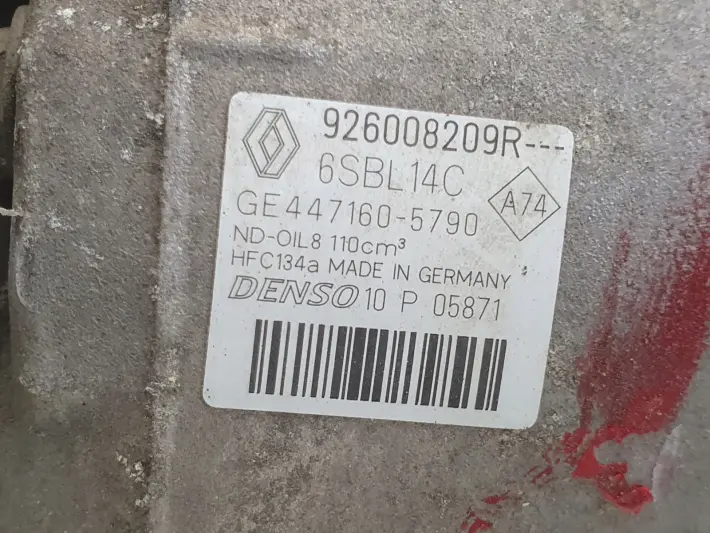 926008209R---
6SBL14C
A74
GE447160-5790
ND-OIL8 110cm³
HFC134a MADE IN GERMANY
DENSO 10 P 05871